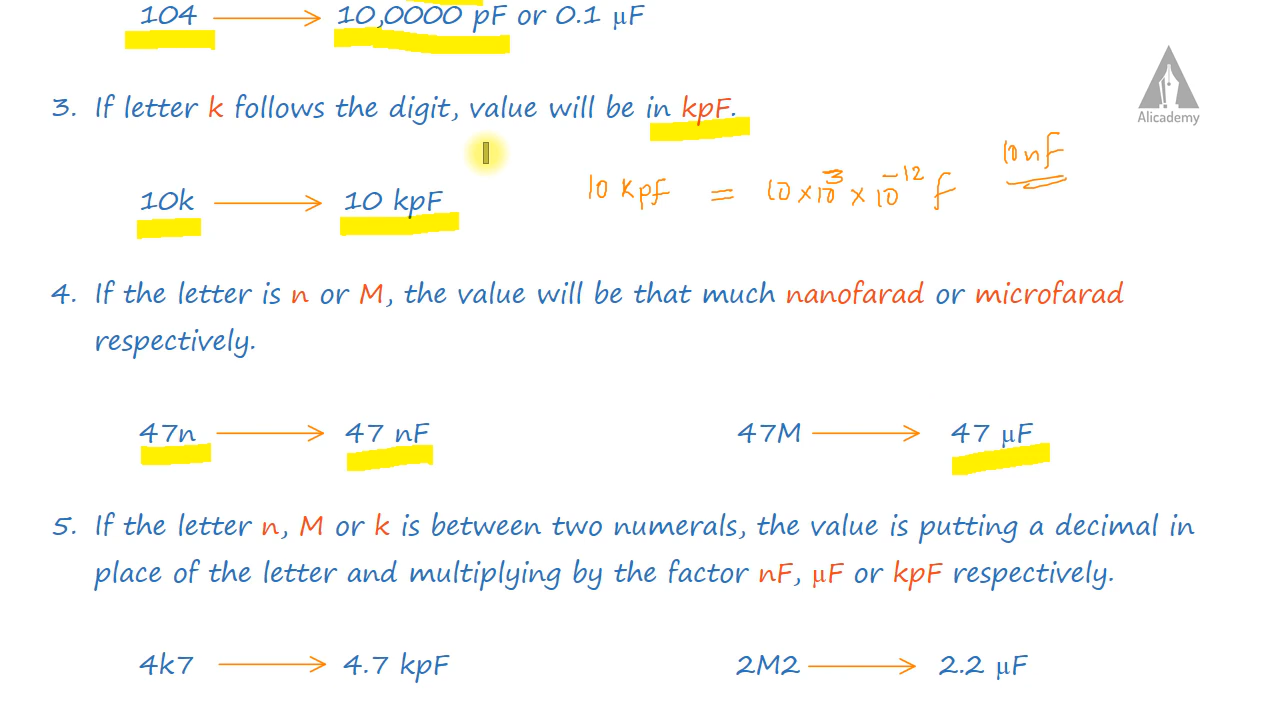 104 → 10,0000 pF or 0.1 μF
Alicademy
3. If letter k follows the digit, value will be in kpF.
10nF
10k → 10 kpF
10 kpf = 10 × 10³ × 10⁻¹² f
4. If the letter is n or M, the value will be that much nanofarad or microfarad
respectively.
47n → 47 nF
47M → 47 μF
5. If the letter n, M or k is between two numerals, the value is putting a decimal in
place of the letter and multiplying by the factor nF, μF or kpF respectively.
4k7 → 4.7 kpF
2M2 → 2.2 μF